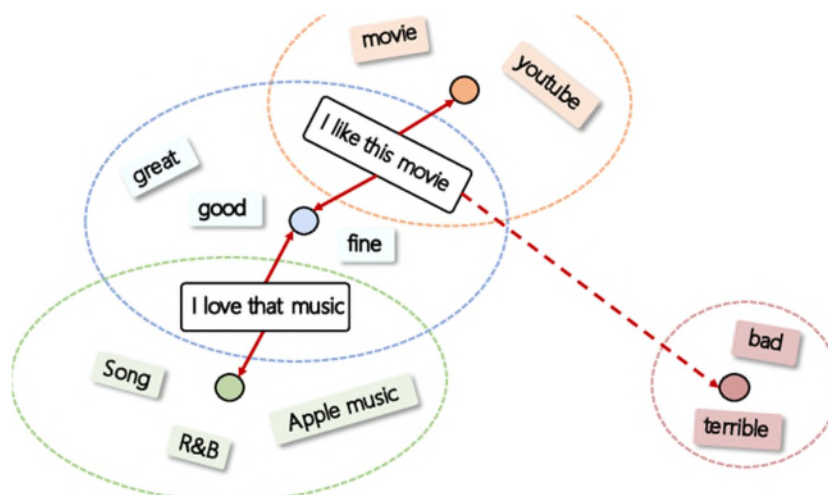 movie
youtube
I like this movie
great
good
fine
I love that music
bad
Song
Apple music
terrible
R&B